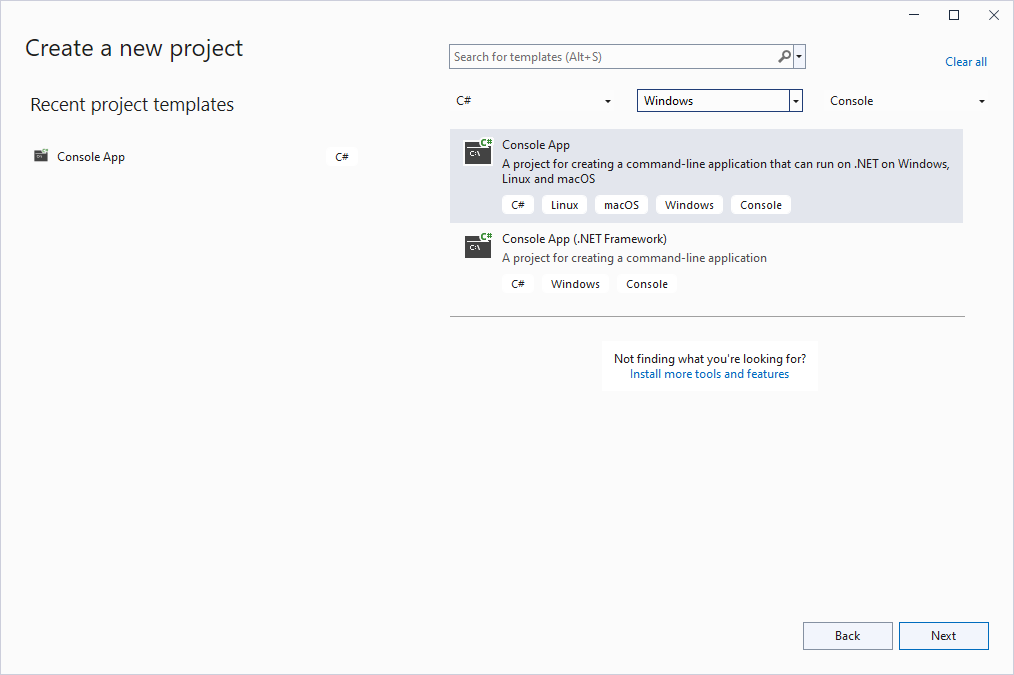 Create a new project
Search for templates (Alt+S)
Clear all
Recent project templates
C#
Windows
Console
Console App
C#
C#
C:\
Console App
A project for creating a command-line application that can run on .NET on Windows,
Linux and macOS
C#
Linux
macOS
Windows
Console
C#
C:\
Console App (.NET Framework)
A project for creating a command-line application
C#
Windows
Console
Not finding what you're looking for?
Install more tools and features
Back
Next